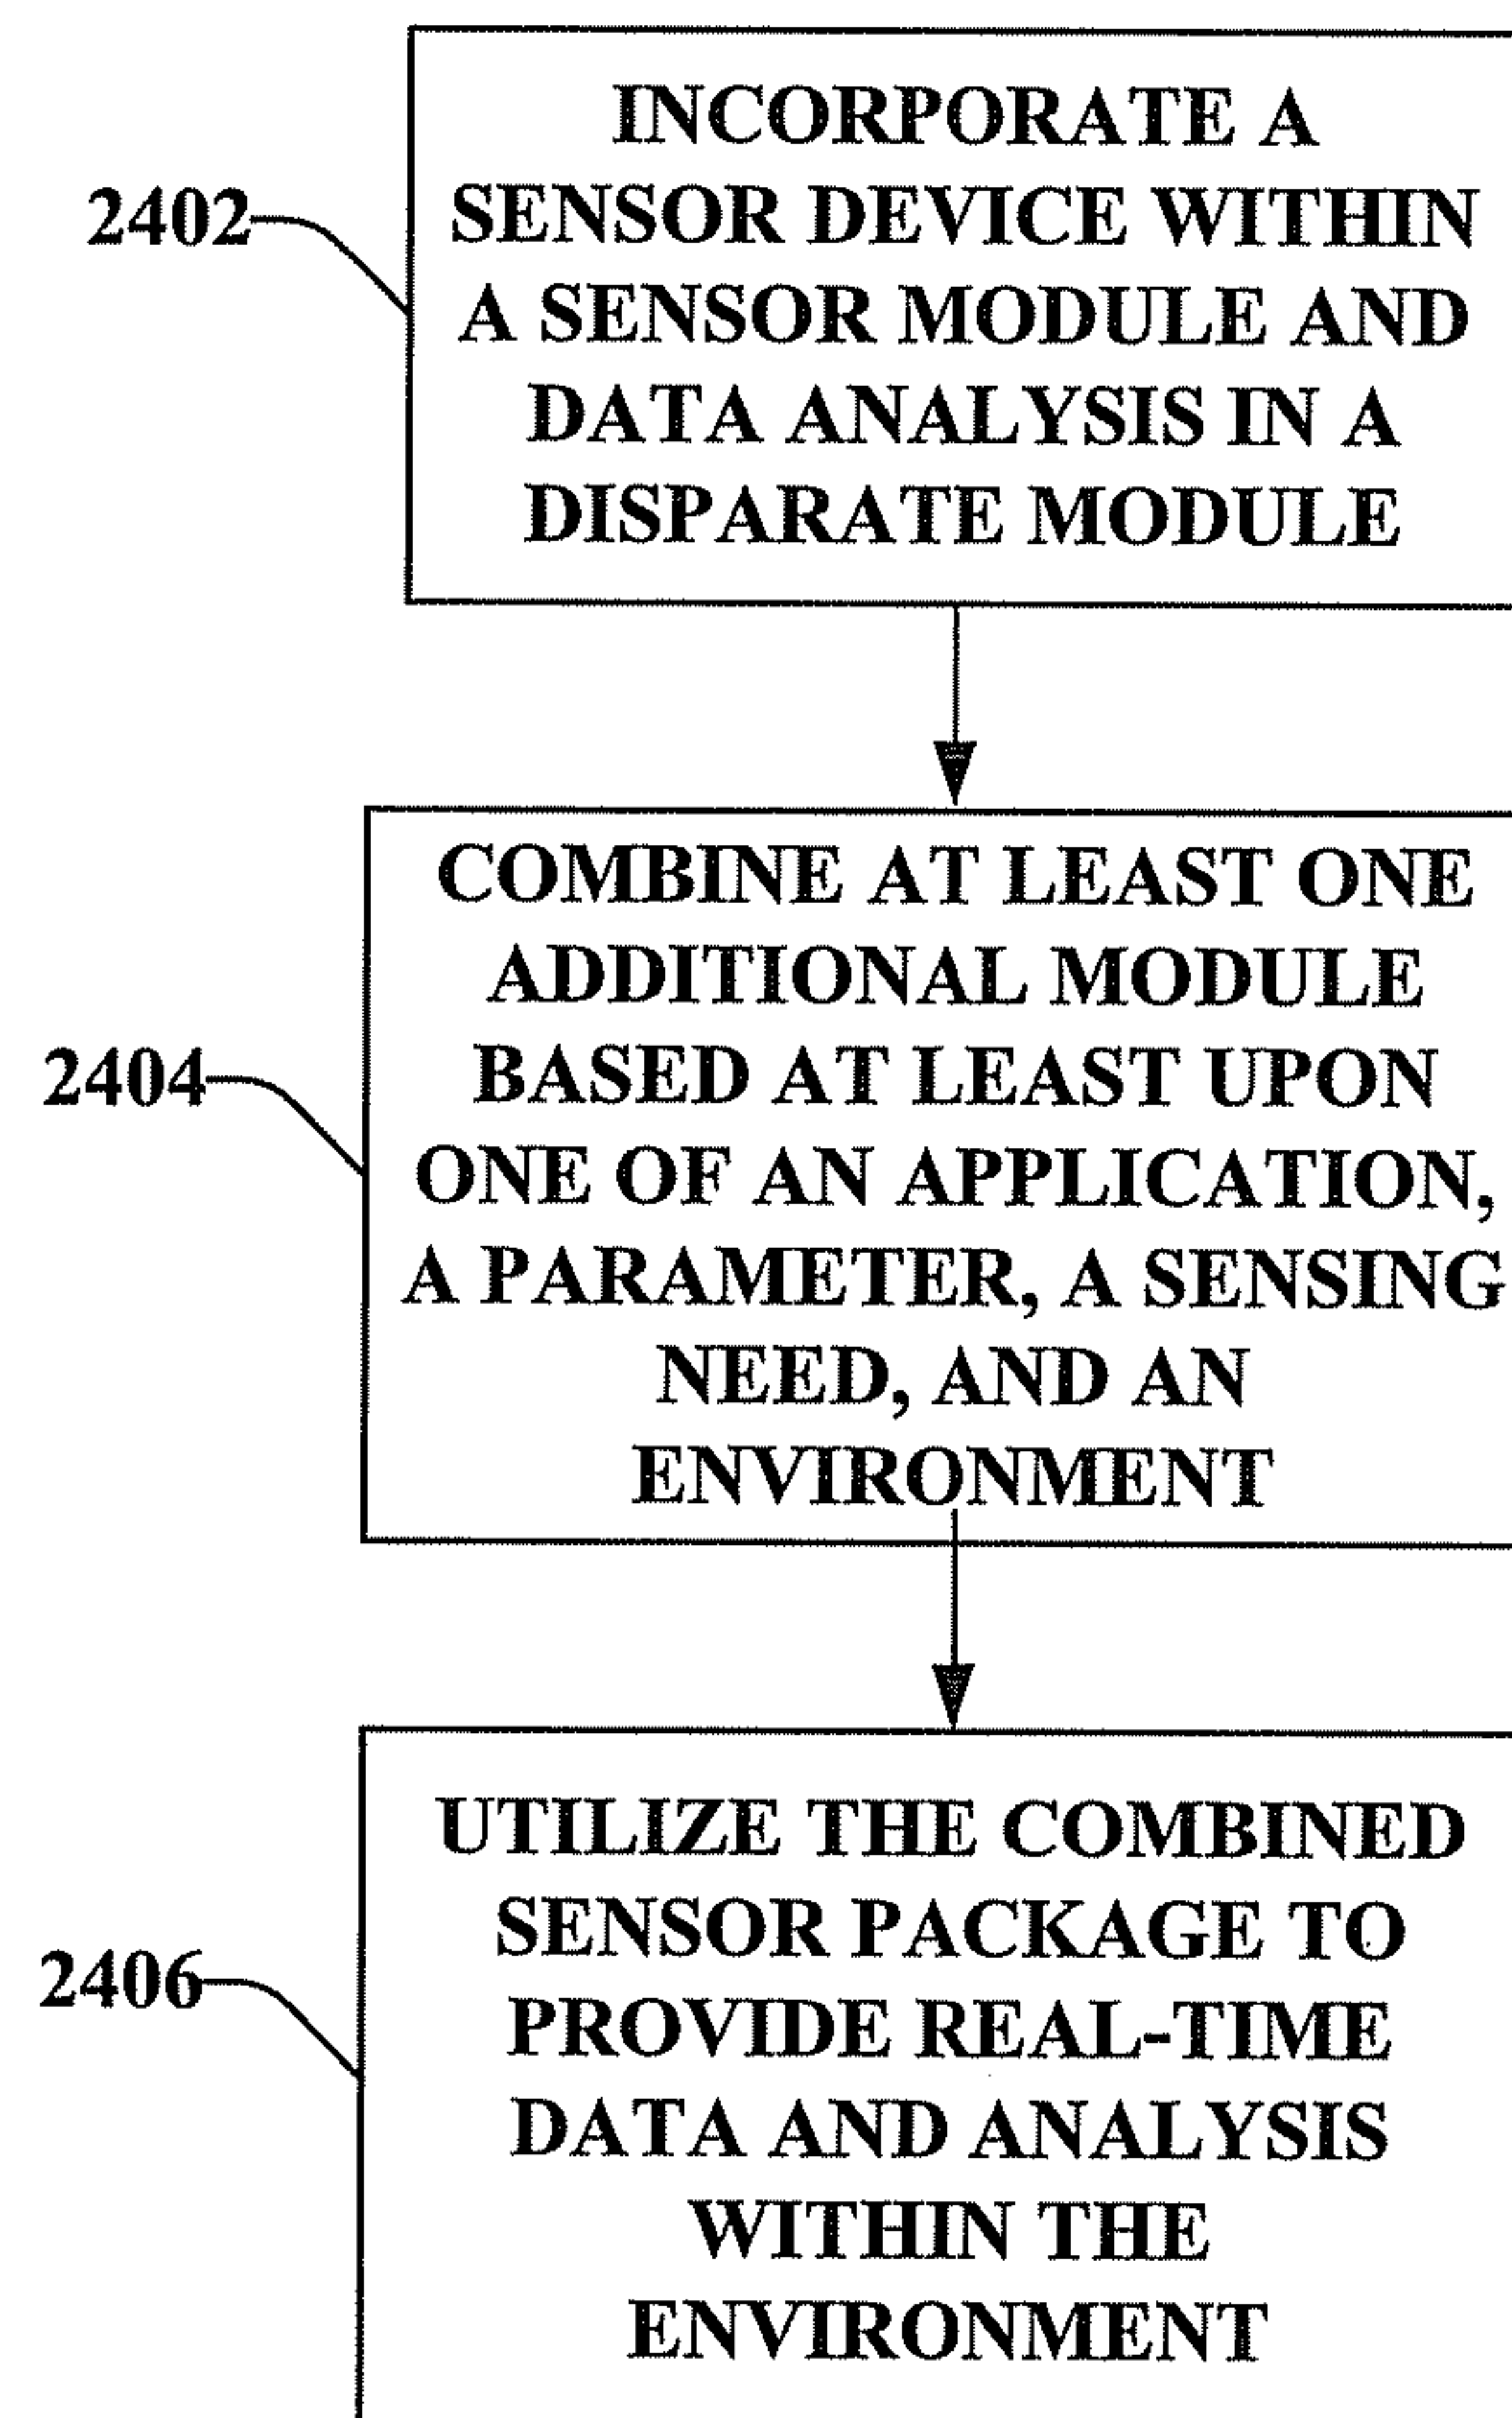 INCORPORATE A
SENSOR DEVICE WITHIN
A SENSOR MODULE AND
DATA ANALYSIS IN A
DISPARATE MODULE
2402
COMBINE AT LEAST ONE
ADDITIONAL MODULE
BASED AT LEAST UPON
ONE OF AN APPLICATION,
A PARAMETER, A SENSING
NEED, AND AN
ENVIRONMENT
2404
UTILIZE THE COMBINED
SENSOR PACKAGE TO
PROVIDE REAL-TIME
DATA AND ANALYSIS
WITHIN THE
ENVIRONMENT
2406